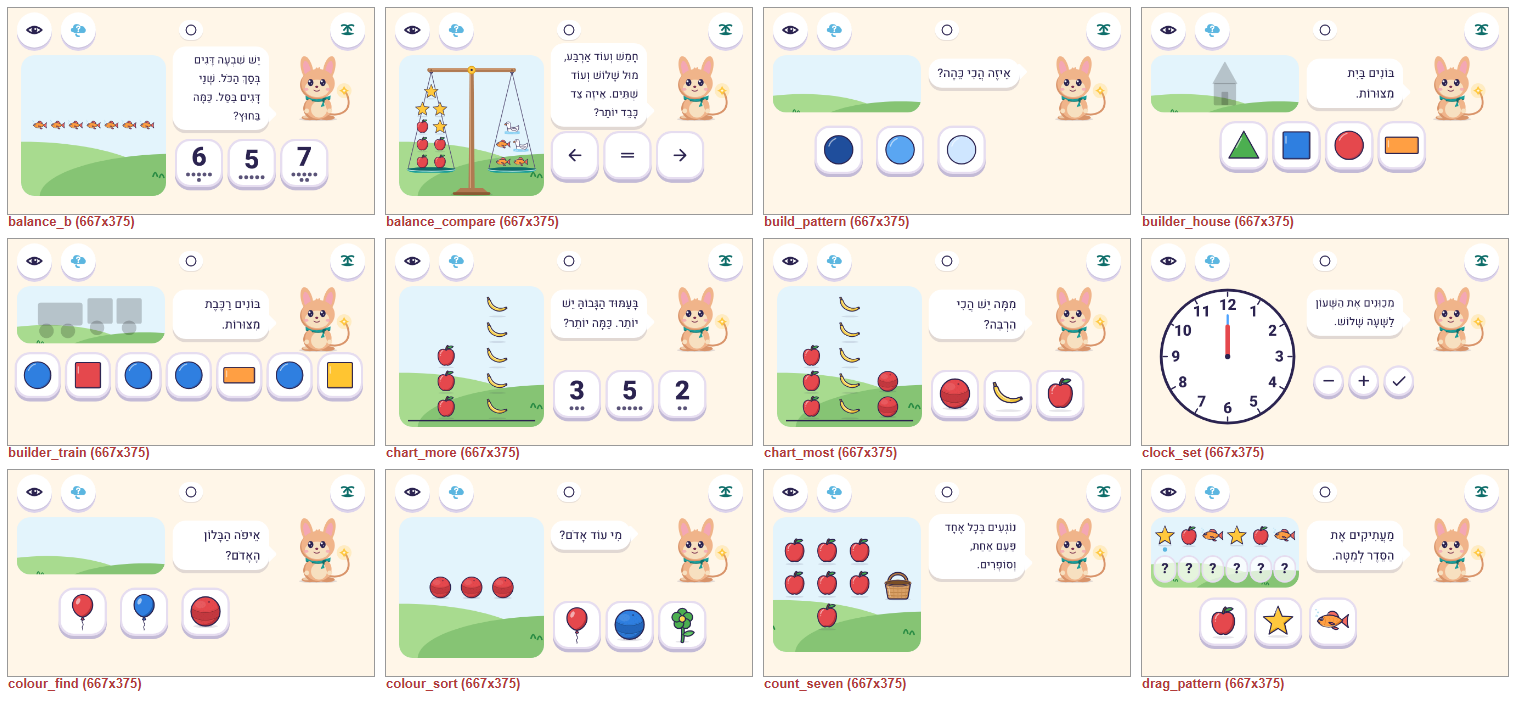 יֵשׁ שִׁבְעָה דָּגִים
בְּסַךְ הַכֹּל. שְׁנֵי
דָּגִים בַּסַּל. כַּמָּה
בַּחוּץ?
6 5 7
balance_b (667x375)
חָמֵשׁ וְעוֹד אַרְבַּע,
מוּל שָׁלוֹשׁ וְעוֹד
שְׁתַּיִם. אֵיזֶה צַד
כָּבֵד יוֹתֵר?
← = →
balance_compare (667x375)
אֵיזֶה הֲכִי כֵּהֶה?
build_pattern (667x375)
בּוֹנִים בַּיִת
מִצּוּרוֹת.
builder_house (667x375)
בּוֹנִים רַכֶּבֶת
מִצּוּרוֹת.
builder_train (667x375)
בָּעַמּוּד הַגָּבוֹהַּ יֵשׁ
יוֹתֵר. כַּמָּה יוֹתֵר?
3 5 2
chart_more (667x375)
מִמָּה יֵשׁ הֲכִי
הַרְבֵּה?
chart_most (667x375)
12
1
2
3
4
5
6
7
8
9
10
11
מְכַוְּנִים אֶת הַשָּׁעוֹן
לַשָּׁעָה שָׁלוֹשׁ.
− + ✓
clock_set (667x375)
אֵיפֹה הַבָּלוֹן
הָאָדֹם?
colour_find (667x375)
מִי עוֹד אָדֹם?
colour_sort (667x375)
נוֹגְעִים בְּכָל אֶחָד
פַּעַם אַחַת,
וְסוֹפְרִים.
count_seven (667x375)
מַעְתִּיקִים אֶת
הַסֵּדֶר לְמַטָּה.
? ? ? ? ? ?
drag_pattern (667x375)